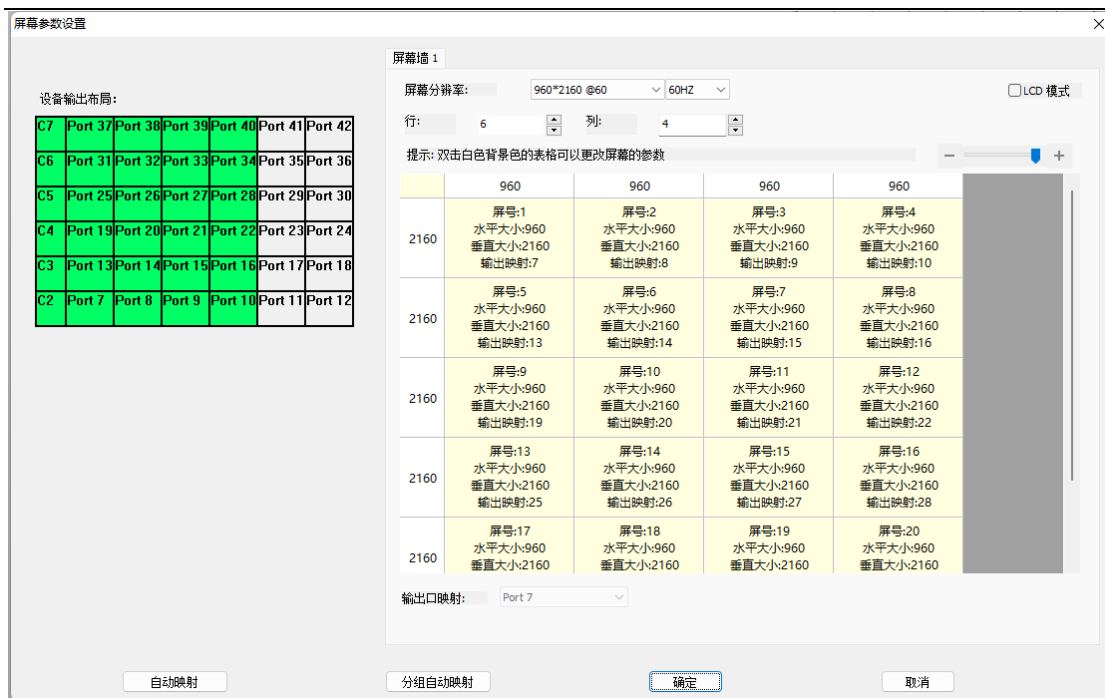 屏幕参数设置
屏幕墙 1
设备输出布局:
C7 Port 37 Port 38 Port 39 Port 40 Port 41 Port 42
C6 Port 31 Port 32 Port 33 Port 34 Port 35 Port 36
C5 Port 25 Port 26 Port 27 Port 28 Port 29 Port 30
C4 Port 19 Port 20 Port 21 Port 22 Port 23 Port 24
C3 Port 13 Port 14 Port 15 Port 16 Port 17 Port 18
C2 Port 7 Port 8 Port 9 Port 10 Port 11 Port 12
屏幕分辨率: 960*2160 @60 60HZ LCD 模式
行: 6 列: 4
提示: 双击白色背景色的表格可以更改屏幕的参数
960 960 960 960
屏号:1 屏号:2 屏号:3 屏号:4
水平大小:960 水平大小:960 水平大小:960 水平大小:960
2160 垂直大小:2160 垂直大小:2160 垂直大小:2160 垂直大小:2160
输出映射:7 输出映射:8 输出映射:9 输出映射:10
屏号:5 屏号:6 屏号:7 屏号:8
水平大小:960 水平大小:960 水平大小:960 水平大小:960
2160 垂直大小:2160 垂直大小:2160 垂直大小:2160 垂直大小:2160
输出映射:13 输出映射:14 输出映射:15 输出映射:16
屏号:9 屏号:10 屏号:11 屏号:12
水平大小:960 水平大小:960 水平大小:960 水平大小:960
2160 垂直大小:2160 垂直大小:2160 垂直大小:2160 垂直大小:2160
输出映射:19 输出映射:20 输出映射:21 输出映射:22
屏号:13 屏号:14 屏号:15 屏号:16
水平大小:960 水平大小:960 水平大小:960 水平大小:960
2160 垂直大小:2160 垂直大小:2160 垂直大小:2160 垂直大小:2160
输出映射:25 输出映射:26 输出映射:27 输出映射:28
屏号:17 屏号:18 屏号:19 屏号:20
水平大小:960 水平大小:960 水平大小:960 水平大小:960
2160 垂直大小:2160 垂直大小:2160 垂直大小:2160 垂直大小:2160
输出口映射: Port 7
自动映射 分组自动映射 确定 取消